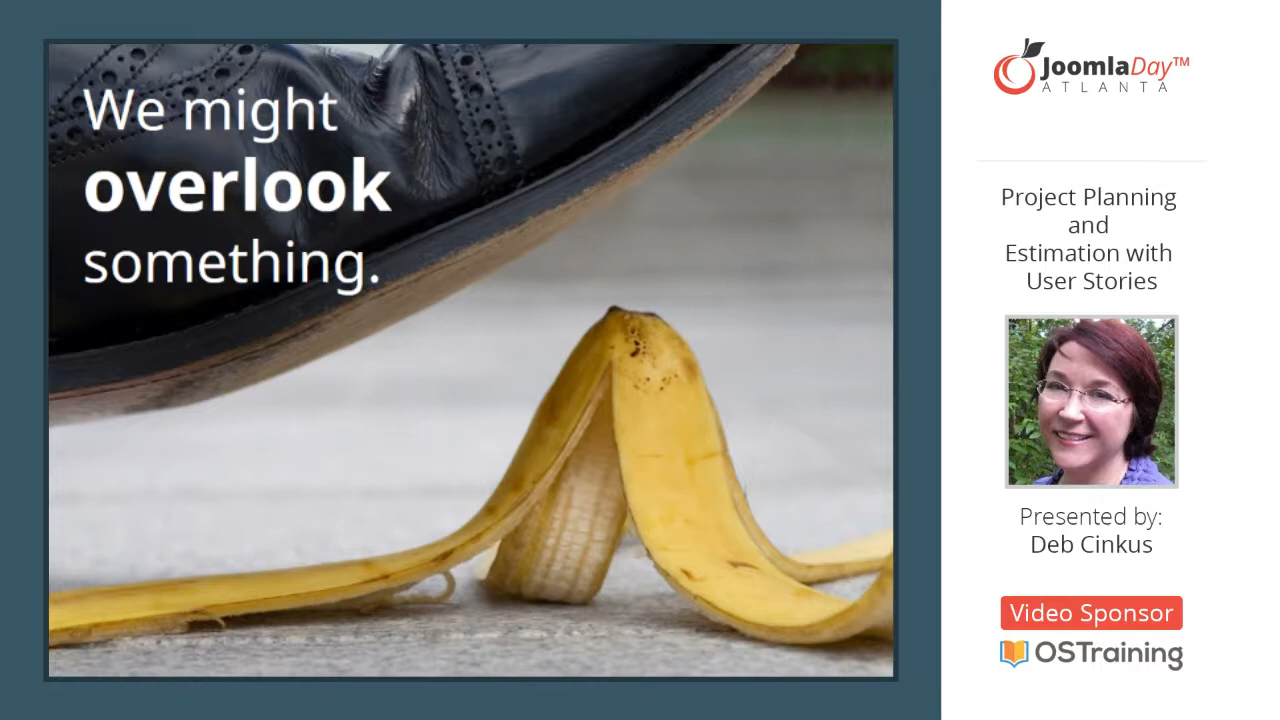 We might
overlook
something.
JoomlaDay™
ATLANTA
Project Planning
and
Estimation with
User Stories
Presented by:
Deb Cinkus
Video Sponsor
OSTraining